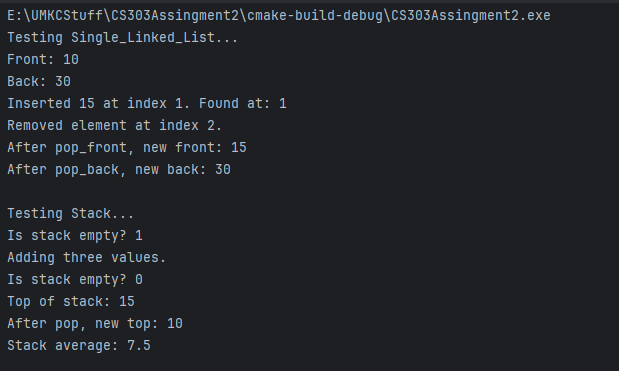 E:\UMKCStuff\CS303Assingment2\cmake-build-debug\CS303Assingment2.exe
Testing Single_Linked_List...
Front: 10
Back: 30
Inserted 15 at index 1. Found at: 1
Removed element at index 2.
After pop_front, new front: 15
After pop_back, new back: 30
Testing Stack...
Is stack empty? 1
Adding three values.
Is stack empty? 0
Top of stack: 15
After pop, new top: 10
Stack average: 7.5